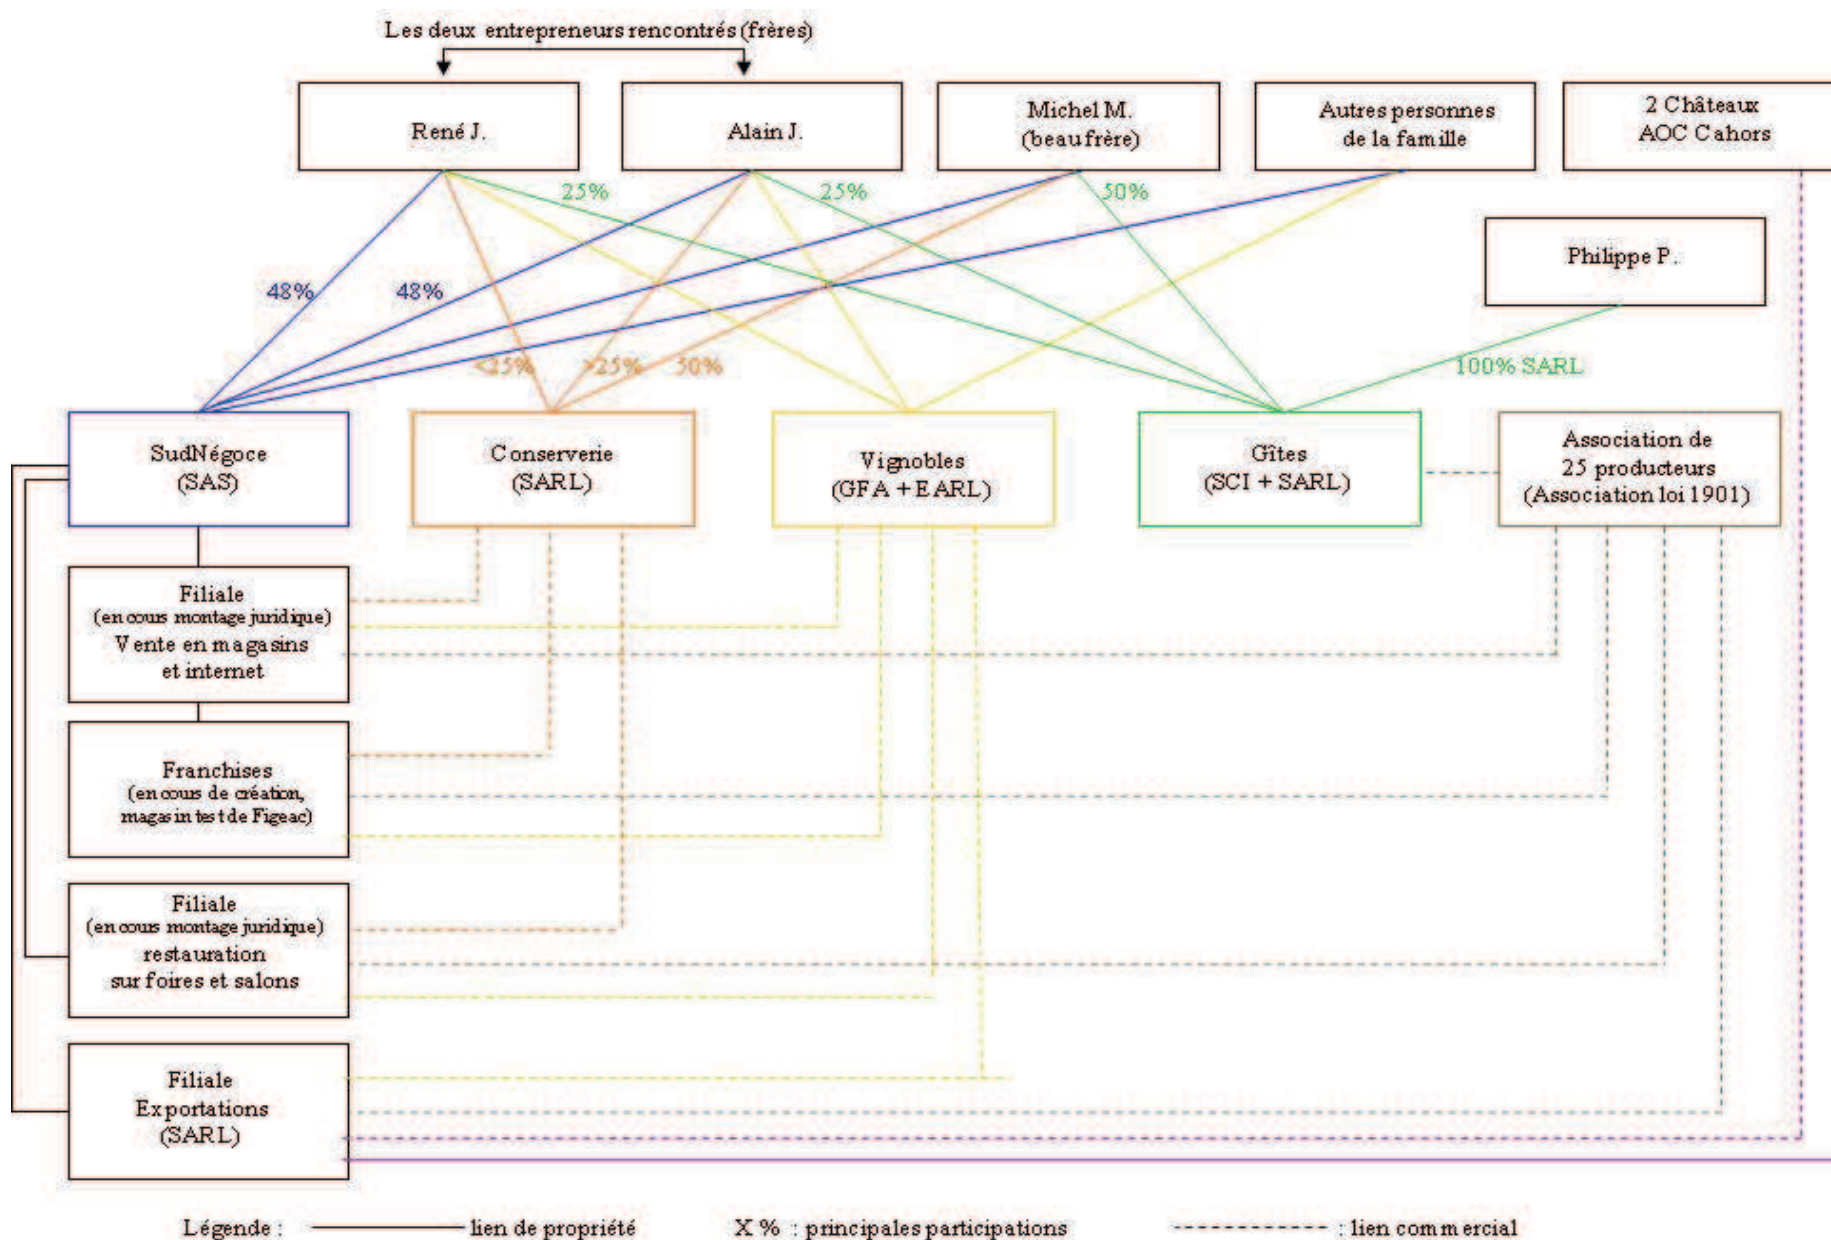 Les deux entrepreneurs rencontrés (frères)
René J.
Alain J.
Michel M.
(beau frère)
Autres personnes
de la famille
2 Châteaux
AOC Cahors
25%
25%
50%
Philippe P.
48%
48%
<25%
>25%
50%
100% SARL
SudNégoce
(SAS)
Conserverie
(SARL)
Vignobles
(GFA + EARL)
Gîtes
(SCI + SARL)
Association de
25 producteurs
(Association loi 1901)
Filiale
(en cours montage juridique)
Vente en magasins
et internet
Franchises
(en cours de création,
magasin test de Figeac)
Filiale
(en cours montage juridique)
restauration
sur foires et salons
Filiale
Exportations
(SARL)
Légende : lien de propriété X % : principales participations : lien commercial